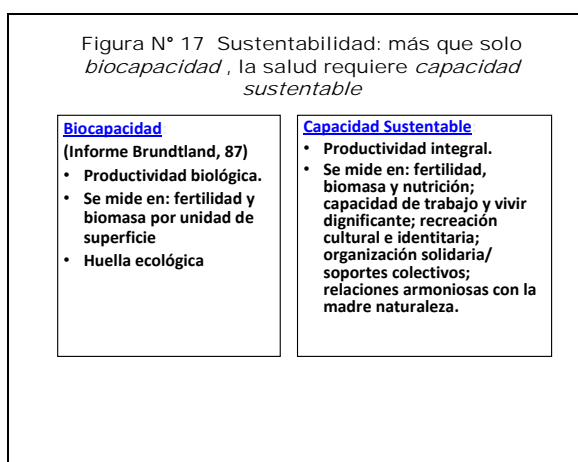 Figura N° 17 Sustentabilidad: más que solo
biocapacidad , la salud requiere capacidad
sustentable
Biocapacidad
(Informe Brundtland, 87)
• Productividad biológica.
• Se mide en: fertilidad y
biomasa por unidad de
superficie
• Huella ecológica
Capacidad Sustentable
• Productividad integral.
• Se mide en: fertilidad,
biomasa y nutrición;
capacidad de trabajo y vivir
dignificante; recreación
cultural e identitaria;
organización solidaria/
soportes colectivos;
relaciones armoniosas con la
madre naturaleza.